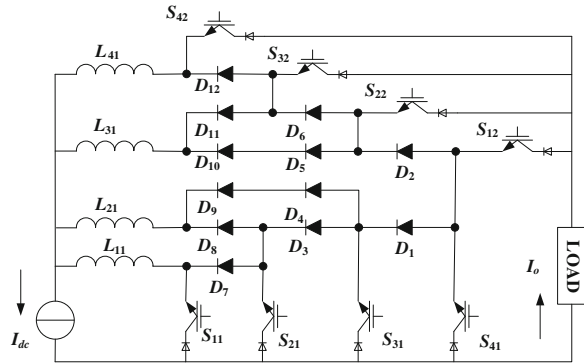 S42
L41
S32
D12
S22
L31
D11
D6
S12
D10
D5
D2
L21
D9
D4
L11
D8
D3
D1
D7
LOAD
Io
Idc
S11
S21
S31
S41